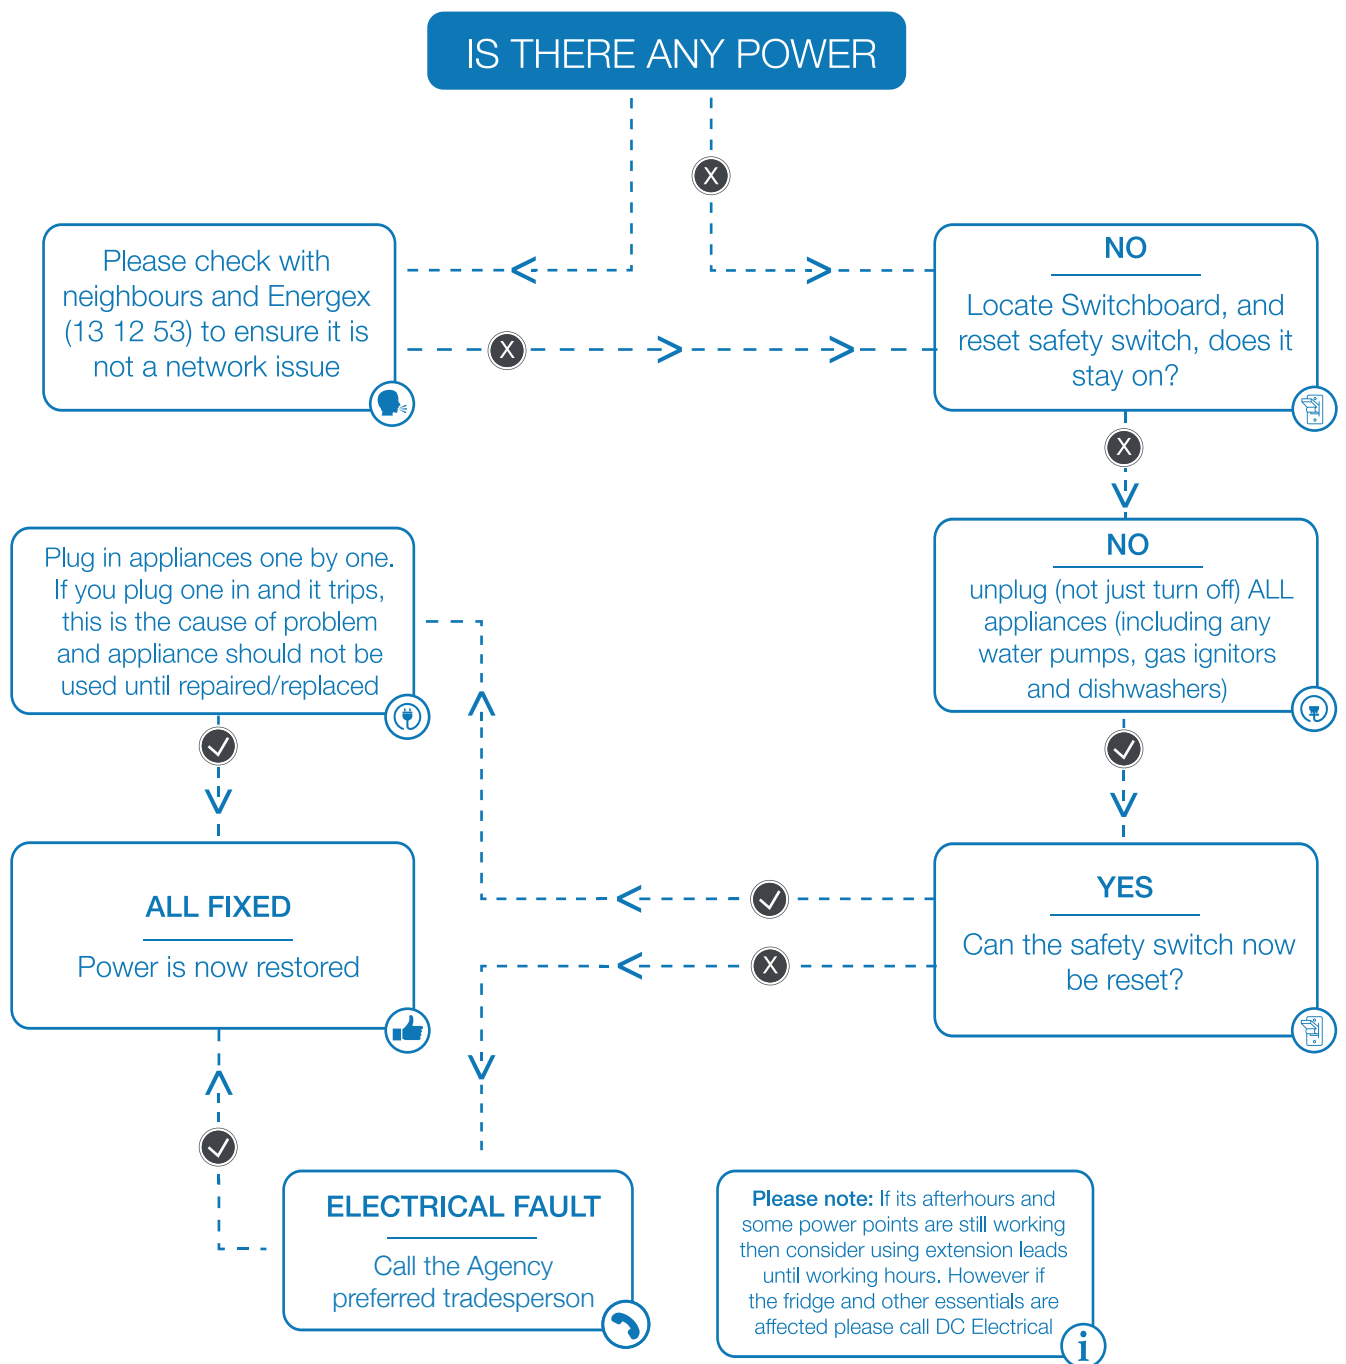 IS THERE ANY POWER
X
Please check with
neighbours and Energex
(13 12 53) to ensure it is
not a network issue
X
NO
Locate Switchboard, and
reset safety switch, does it
stay on?
X
NO
unplug (not just turn off) ALL
appliances (including any
water pumps, gas ignitors
and dishwashers)
Plug in appliances one by one.
If you plug one in and it trips,
this is the cause of problem
and appliance should not be
used until repaired/replaced
YES
Can the safety switch now
be reset?
X
ALL FIXED
Power is now restored
ELECTRICAL FAULT
Call the Agency
preferred tradesperson
Please note: If its afterhours and
some power points are still working
then consider using extension leads
until working hours. However if
the fridge and other essentials are
affected please call DC Electrical
i